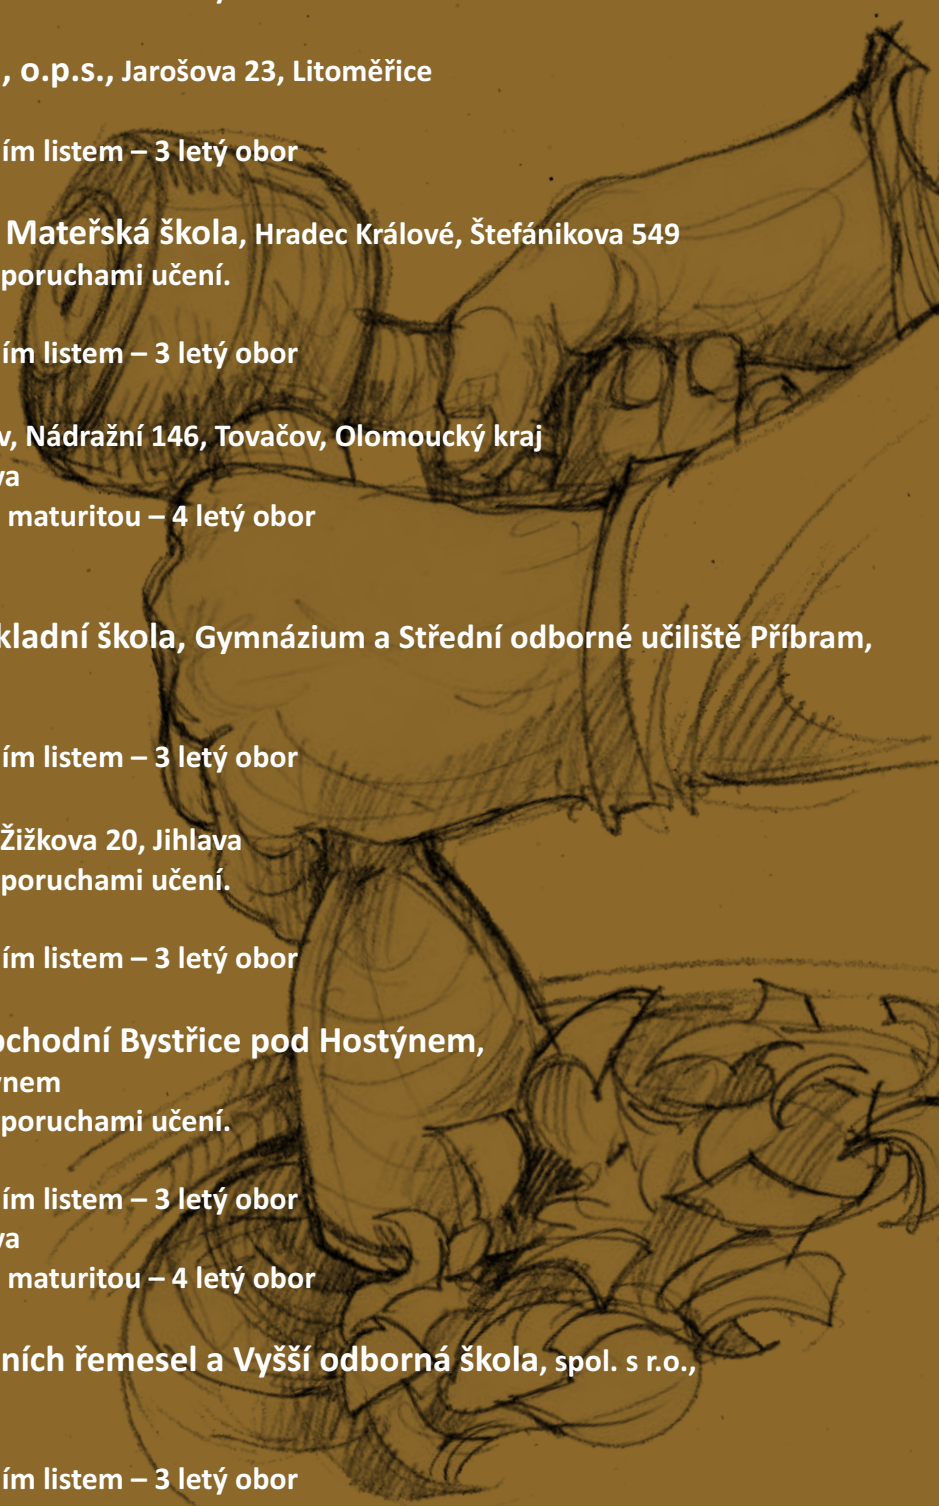 , o.p.s., Jarošova 23, Litoměřice
ím listem – 3 letý obor
Mateřská škola, Hradec Králové, Štefánikova 549
poruchami učení.
ím listem – 3 letý obor
v, Nádražní 146, Tovačov, Olomoucký kraj
va
maturitou – 4 letý obor
kladní škola, Gymnázium a Střední odborné učiliště Příbram,
ím listem – 3 letý obor
Žižkova 20, Jihlava
poruchami učení.
ím listem – 3 letý obor
bchodní Bystřice pod Hostýnem,
ýnem
poruchami učení.
ím listem – 3 letý obor
va
maturitou – 4 letý obor
ních řemesel a Vyšší odborná škola, spol. s r.o.,
ím listem – 3 letý obor